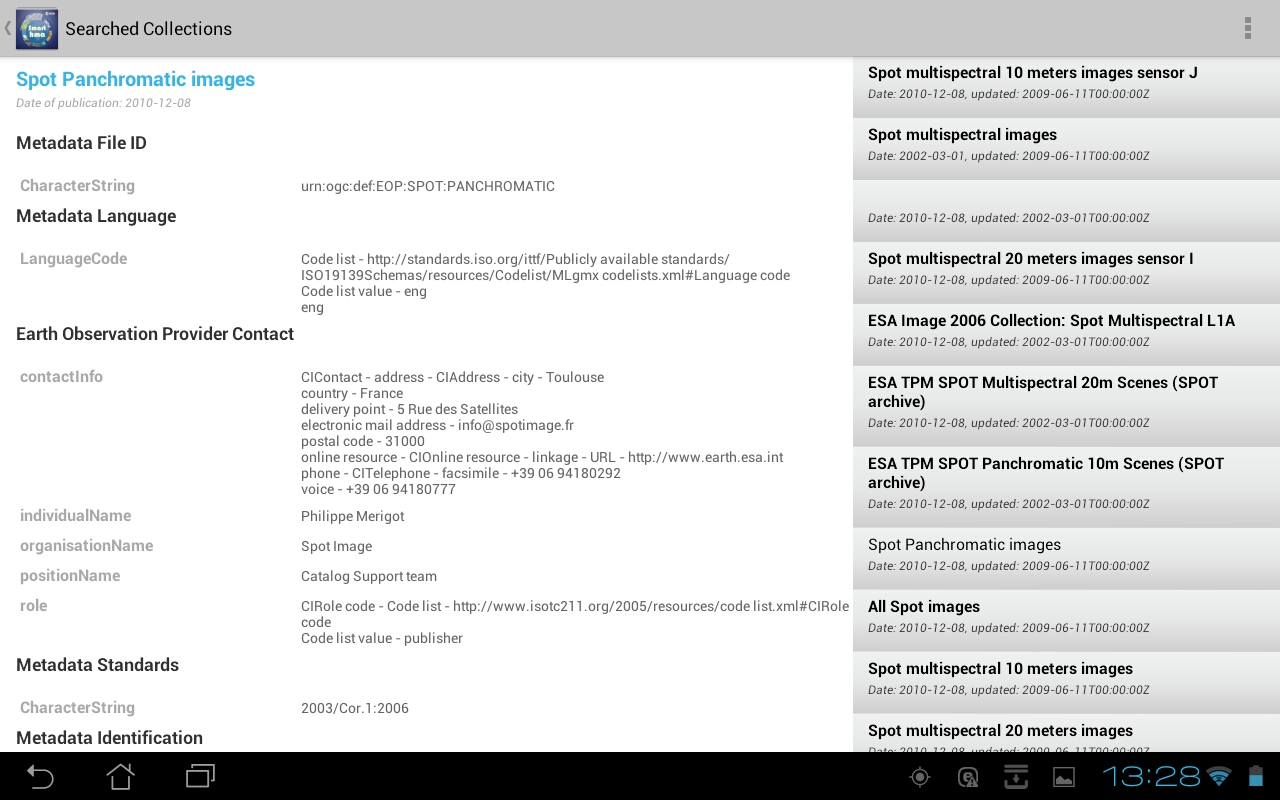 Smart
hma
Searched Collections
Spot Panchromatic images
Date of publication: 2010-12-08
Metadata File ID
CharacterString urn:ogc:def:EOP:SPOT:PANCHROMATIC
Metadata Language
LanguageCode Code list - http://standards.iso.org/ittf/Publicly available standards/
ISO19139Schemas/resources/Codelist/MLgmx codelists.xml#Language code
Code list value - eng
eng
Earth Observation Provider Contact
contactInfo CIContact - address - CIAddress - city - Toulouse
country - France
delivery point - 5 Rue des Satellites
electronic mail address - info@spotimage.fr
postal code - 31000
online resource - CIOnline resource - linkage - URL - http://www.earth.esa.int
phone - CITelephone - facsimile - +39 06 94180292
voice - +39 06 94180777
individualName Philippe Merigot
organisationName Spot Image
positionName Catalog Support team
role CIRole code - Code list - http://www.isotc211.org/2005/resources/code list.xml#CIRole
code
Code list value - publisher
Metadata Standards
CharacterString 2003/Cor.1:2006
Metadata Identification
Spot multispectral 10 meters images sensor J
Date: 2010-12-08, updated: 2009-06-11T00:00:00Z
Spot multispectral images
Date: 2002-03-01, updated: 2009-06-11T00:00:00Z
Date: 2010-12-08, updated: 2002-03-01T00:00:00Z
Spot multispectral 20 meters images sensor I
Date: 2010-12-08, updated: 2009-06-11T00:00:00Z
ESA Image 2006 Collection: Spot Multispectral L1A
Date: 2010-12-08, updated: 2002-03-01T00:00:00Z
ESA TPM SPOT Multispectral 20m Scenes (SPOT
archive)
Date: 2010-12-08, updated: 2002-03-01T00:00:00Z
ESA TPM SPOT Panchromatic 10m Scenes (SPOT
archive)
Date: 2010-12-08, updated: 2002-03-01T00:00:00Z
Spot Panchromatic images
Date: 2010-12-08, updated: 2009-06-11T00:00:00Z
All Spot images
Date: 2010-12-08, updated: 2009-06-11T00:00:00Z
Spot multispectral 10 meters images
Date: 2010-12-08, updated: 2009-06-11T00:00:00Z
Spot multispectral 20 meters images
Date: 2010-12-08, updated: 2009-06-11T00:00:00Z
13:28